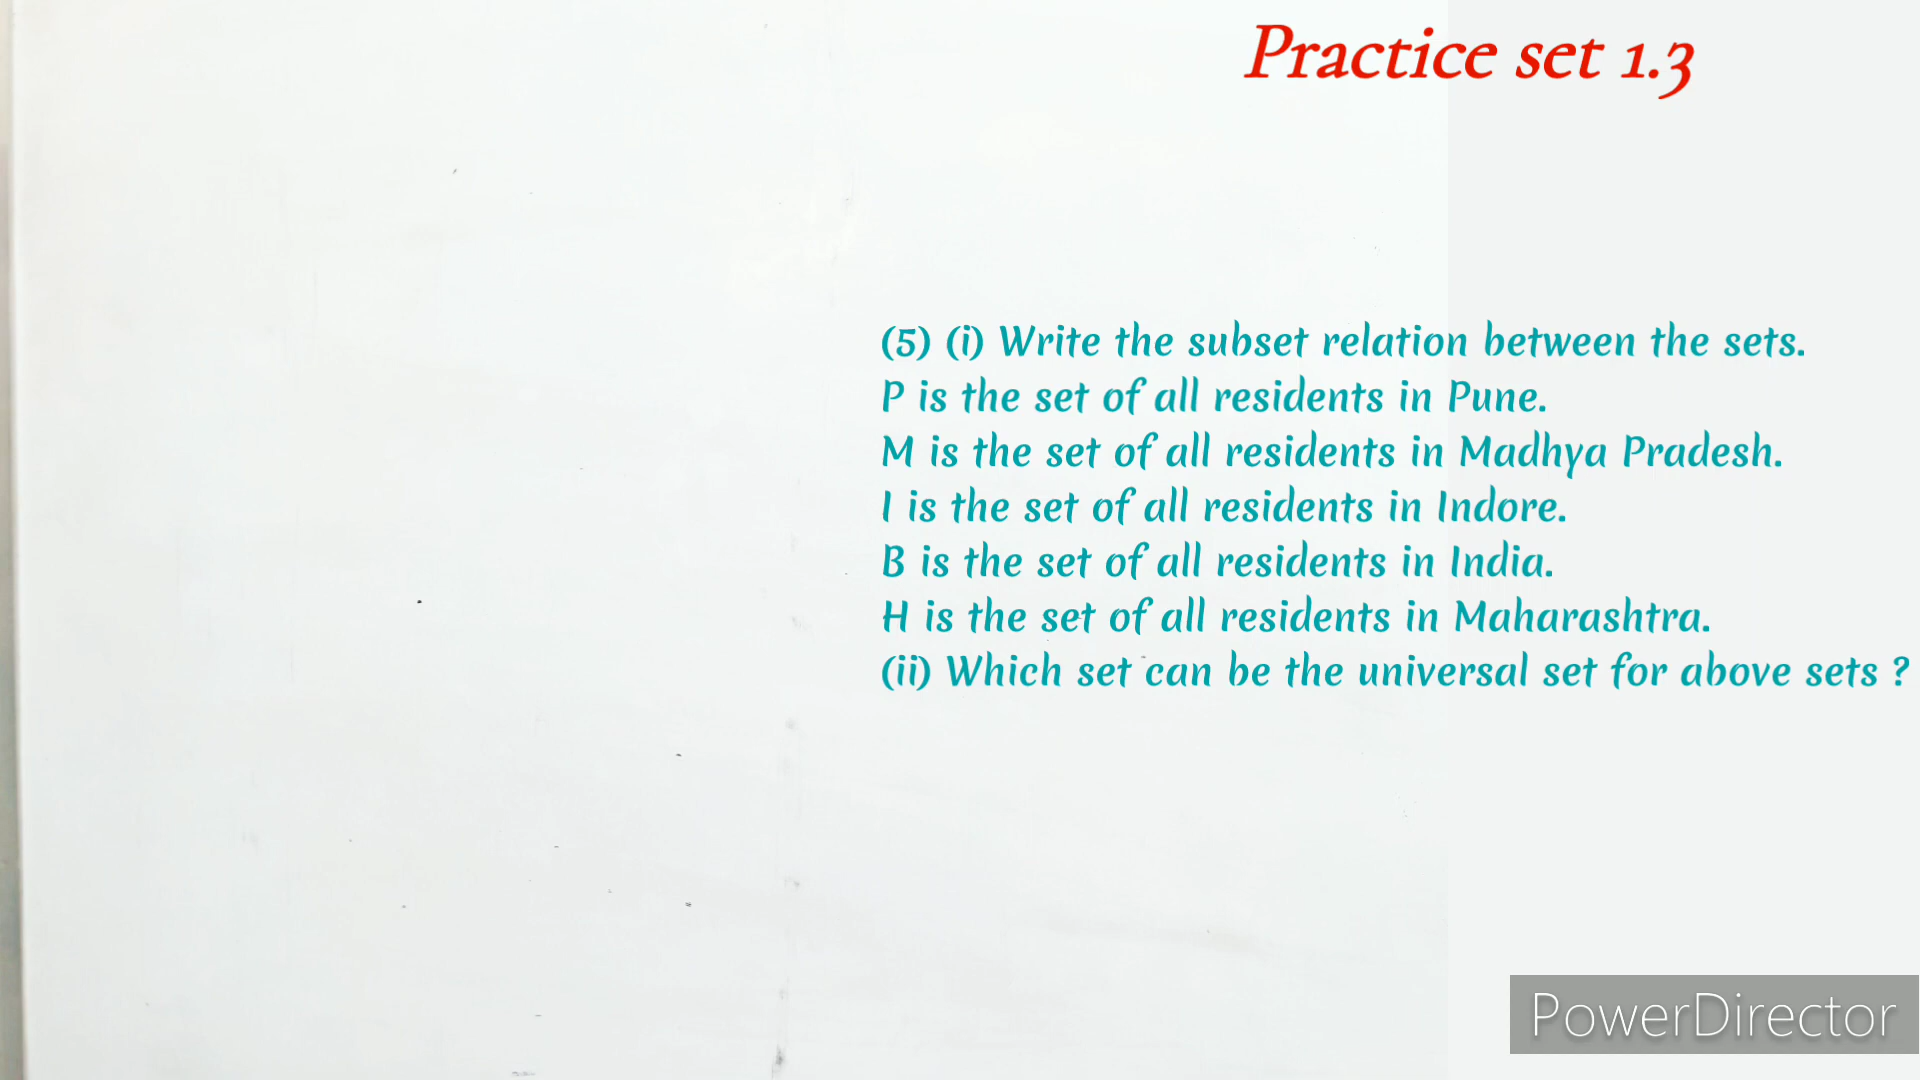 Practice set 1.3
(5) (i) Write the subset relation between the sets.
P is the set of all residents in Pune.
M is the set of all residents in Madhya Pradesh.
I is the set of all residents in Indore.
B is the set of all residents in India.
H is the set of all residents in Maharashtra.
(ii) Which set can be the universal set for above sets ?
PowerDirector